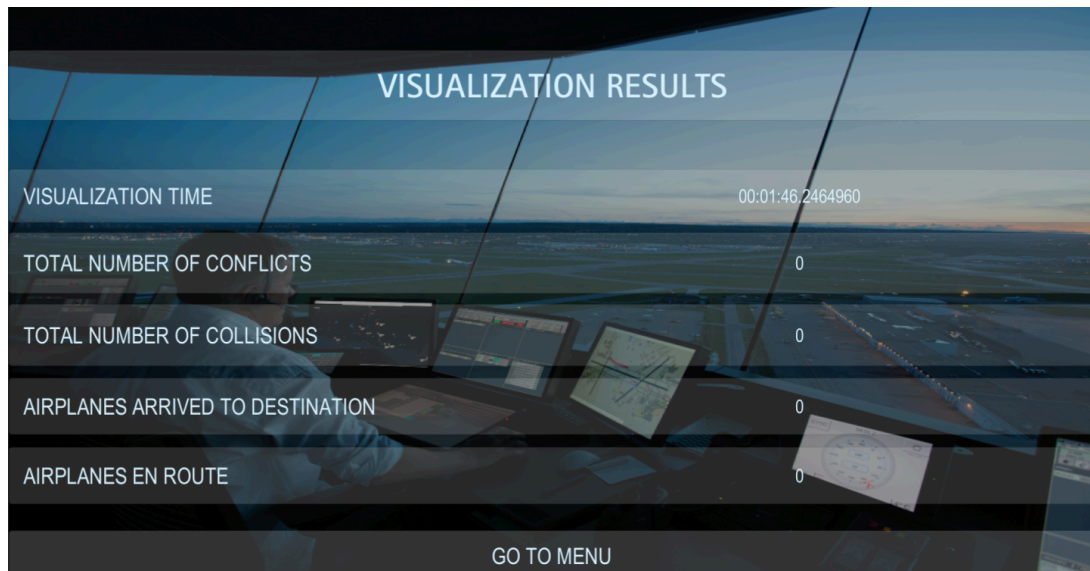 VISUALIZATION RESULTS
VISUALIZATION TIME 00:01:46.2464960
TOTAL NUMBER OF CONFLICTS 0
TOTAL NUMBER OF COLLISIONS 0
AIRPLANES ARRIVED TO DESTINATION 0
AIRPLANES EN ROUTE 0
GO TO MENU